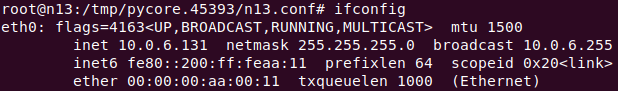 root@n13:/tmp/pycore.45393/n13.conf# ifconfig
eth0: flags=4163<UP,BROADCAST,RUNNING,MULTICAST>  mtu 1500
        inet 10.0.6.131  netmask 255.255.255.0  broadcast 10.0.6.255
        inet6 fe80::200:ff:feaa:11  prefixlen 64  scopeid 0x20<link>
        ether 00:00:00:aa:00:11  txqueuelen 1000  (Ethernet)